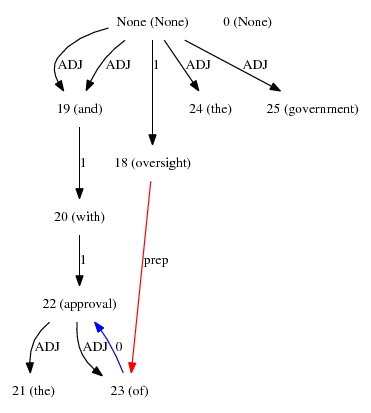 None (None) 0 (None)
ADJ ADJ 1 ADJ ADJ
19 (and) 24 (the) 25 (government)
1 18 (oversight)
20 (with)
1 prep
22 (approval)
ADJ ADJ 0
21 (the) 23 (of)